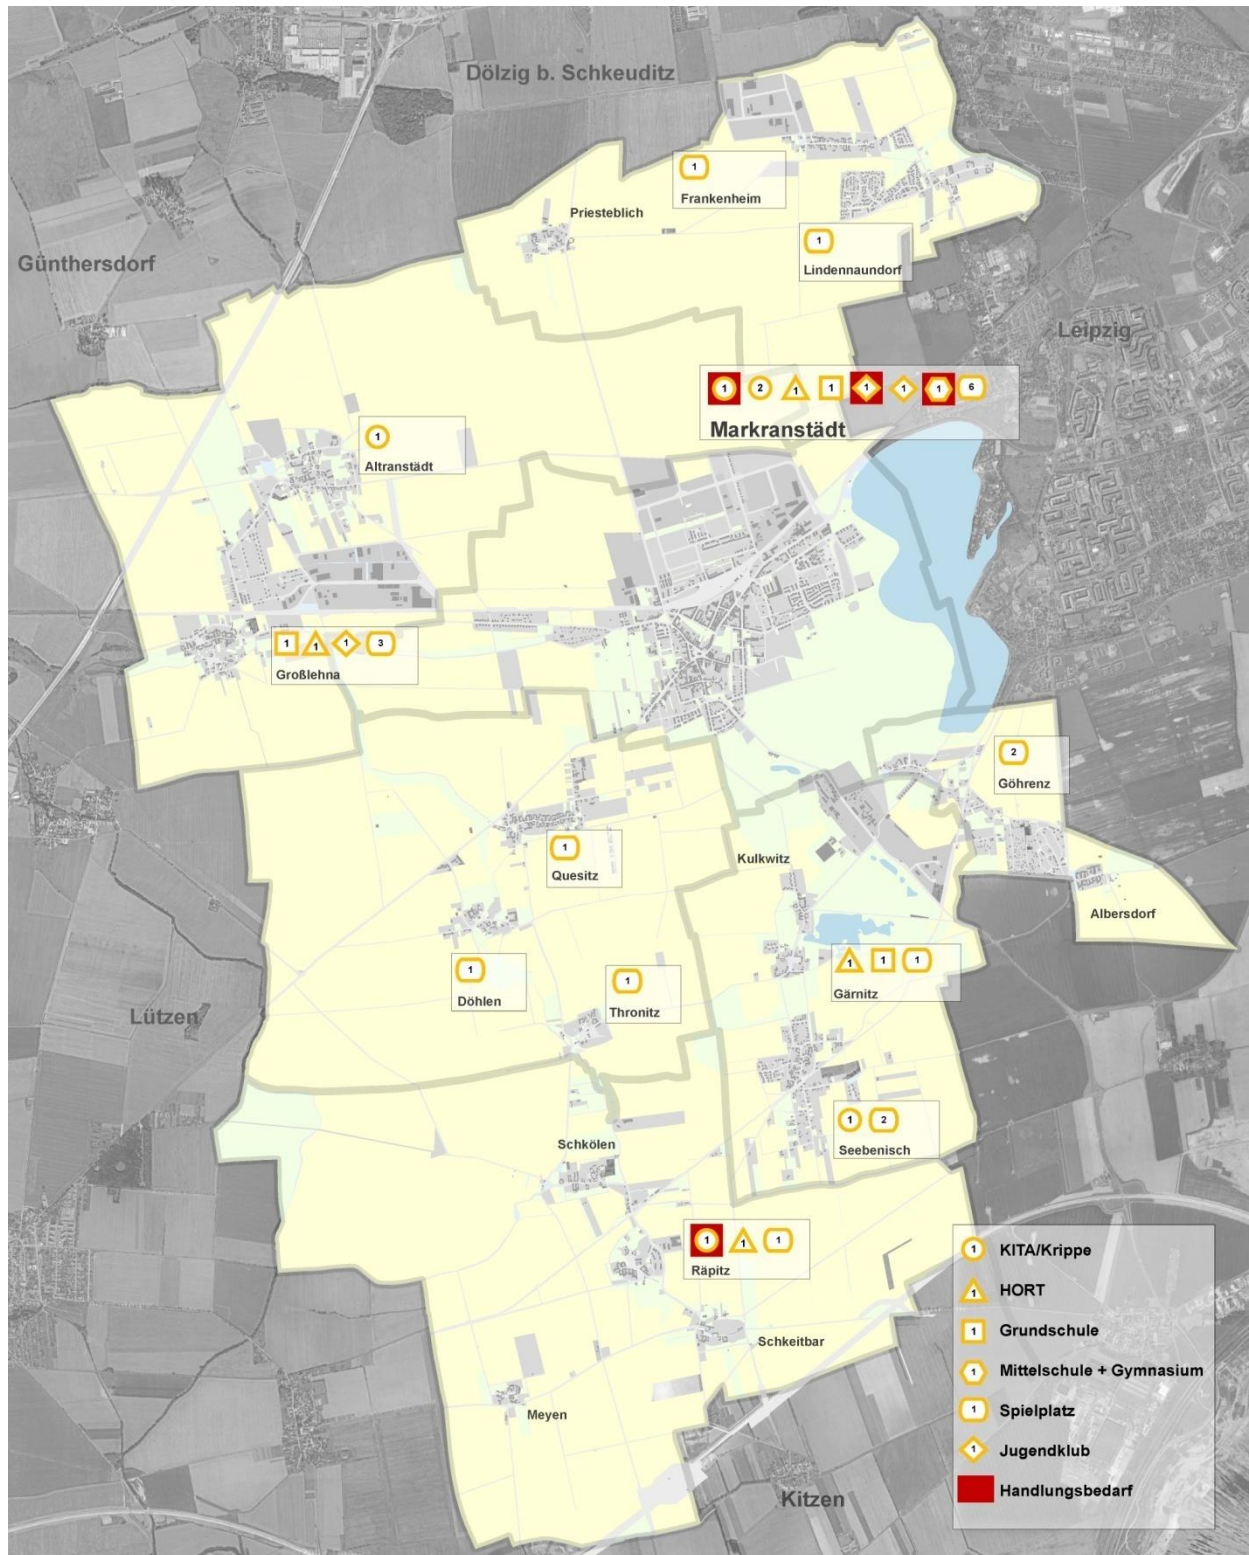 Dölzig b. Schkeuditz
1
Frankenheim
Priesteblich
1
Lindennaundorf
Günthersdorf
Leipzig
1 2 1 1 1 1 1 6
Markranstädt
1
Altranstädt
1 1 1 3
Großlehna
2
Göhrenz
1
Quesitz
Kulkwitz
Albersdorf
1 1 1
Gärnitz
1
Döhlen
1
Thronitz
Lützen
1 2
Seebenisch
Schkölen
1 1 1
Räpitz
Schkeitbar
Meyen
Kitzen
1 KITA/Krippe
1 HORT
1 Grundschule
1 Mittelschule + Gymnasium
1 Spielplatz
1 Jugendklub
Handlungsbedarf